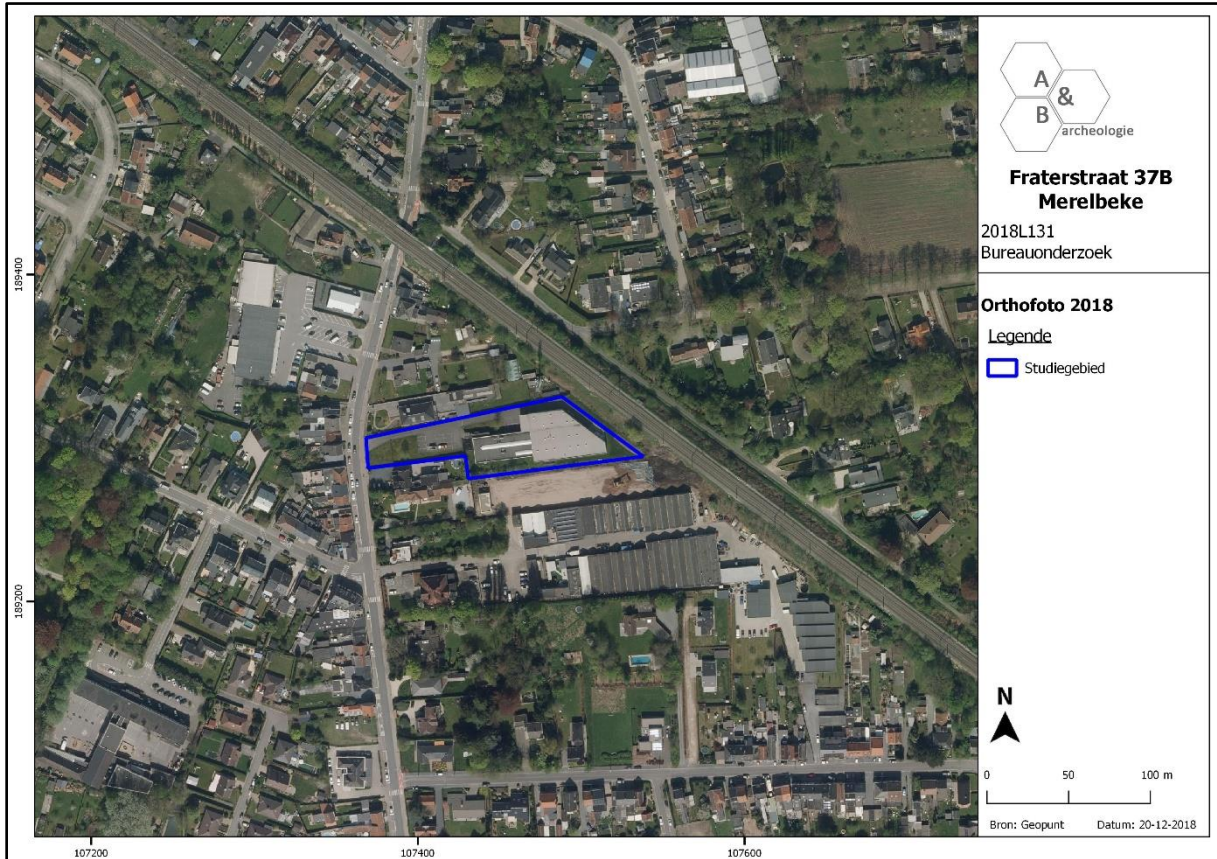 A
&
B
archeologie
Fraterstraat 37B
Merelbeke
2018L131
Bureauonderzoek
Orthofoto 2018
Legende
Studiegebied
N
0 50 100 m
Bron: Geopunt Datum: 20-12-2018
189400
189200
107200 107400 107600